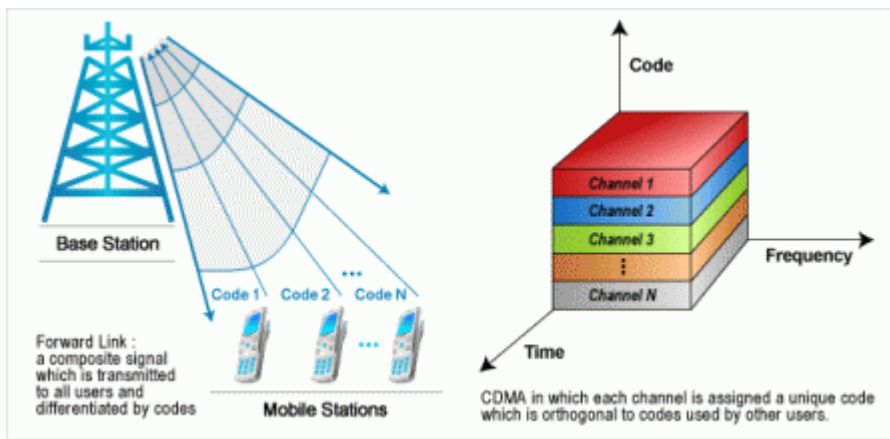 Base Station
Code 1
Code 2
...
Code N
...
Forward Link :
a composite signal
which is transmitted
to all users and
differentiated by codes
Mobile Stations
Code
Channel 1
Channel 2
Channel 3
⋮
Channel N
Frequency
Time
CDMA in which each channel is assigned a unique code
which is orthogonal to codes used by other users.